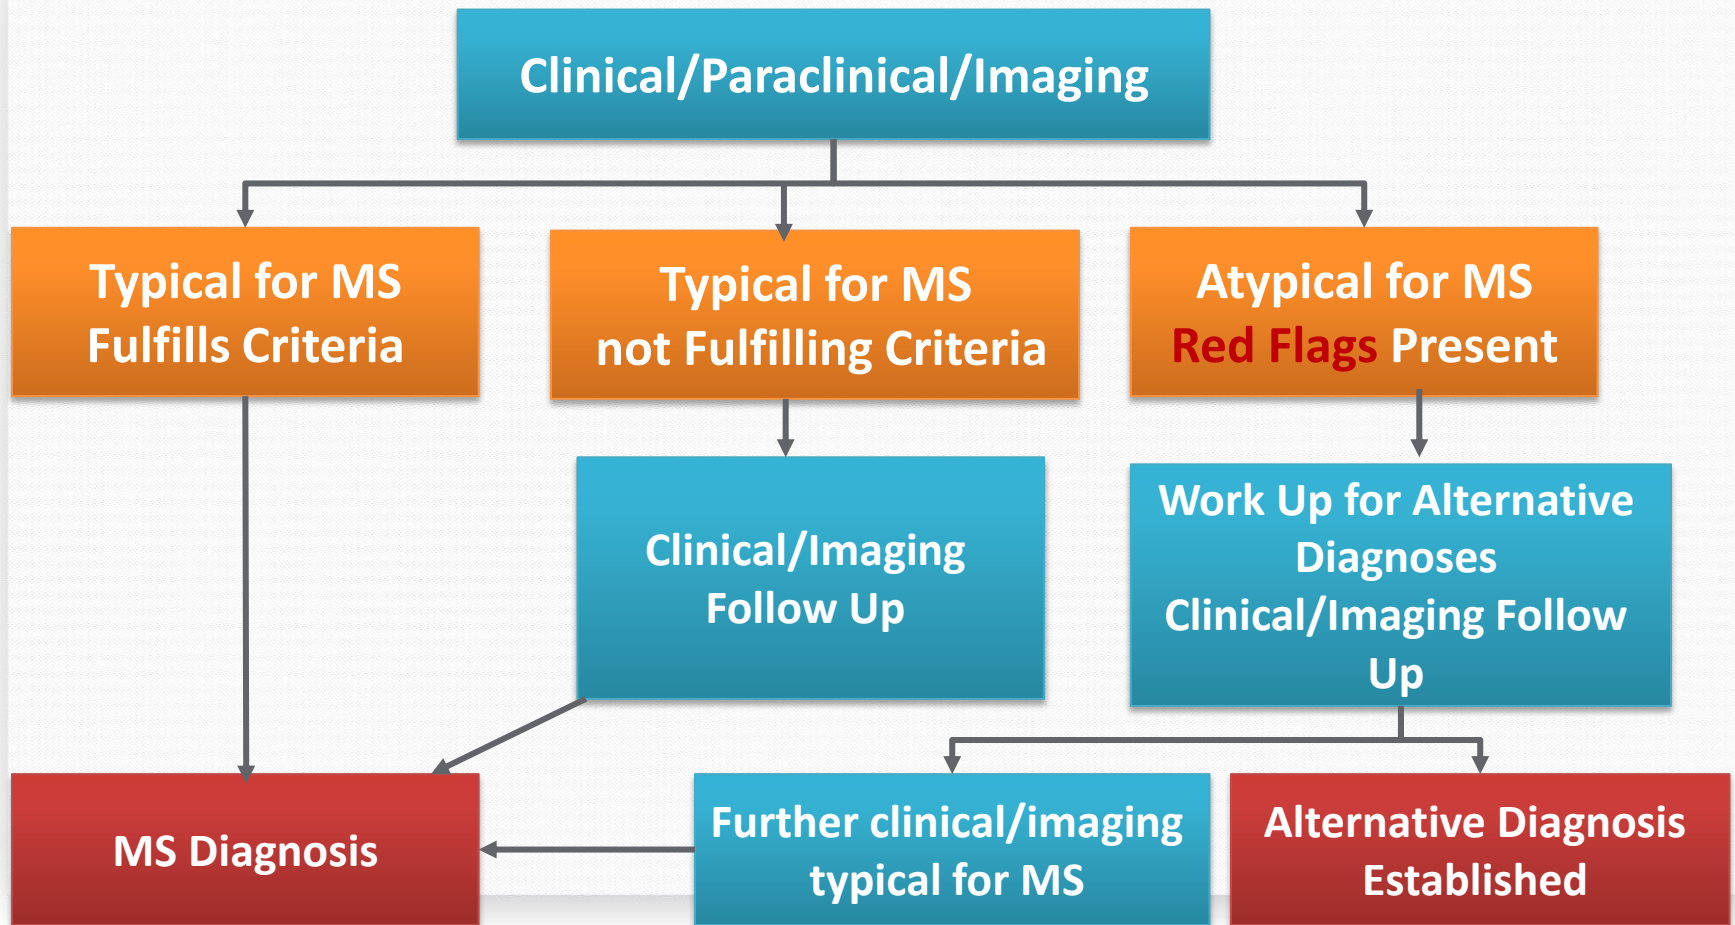 Clinical/Paraclinical/Imaging
Typical for MS
Fulfills Criteria
Typical for MS
not Fulfilling Criteria
Atypical for MS
Red Flags Present
Clinical/Imaging
Follow Up
Work Up for Alternative
Diagnoses
Clinical/Imaging Follow
Up
MS Diagnosis
Further clinical/imaging
typical for MS
Alternative Diagnosis
Established